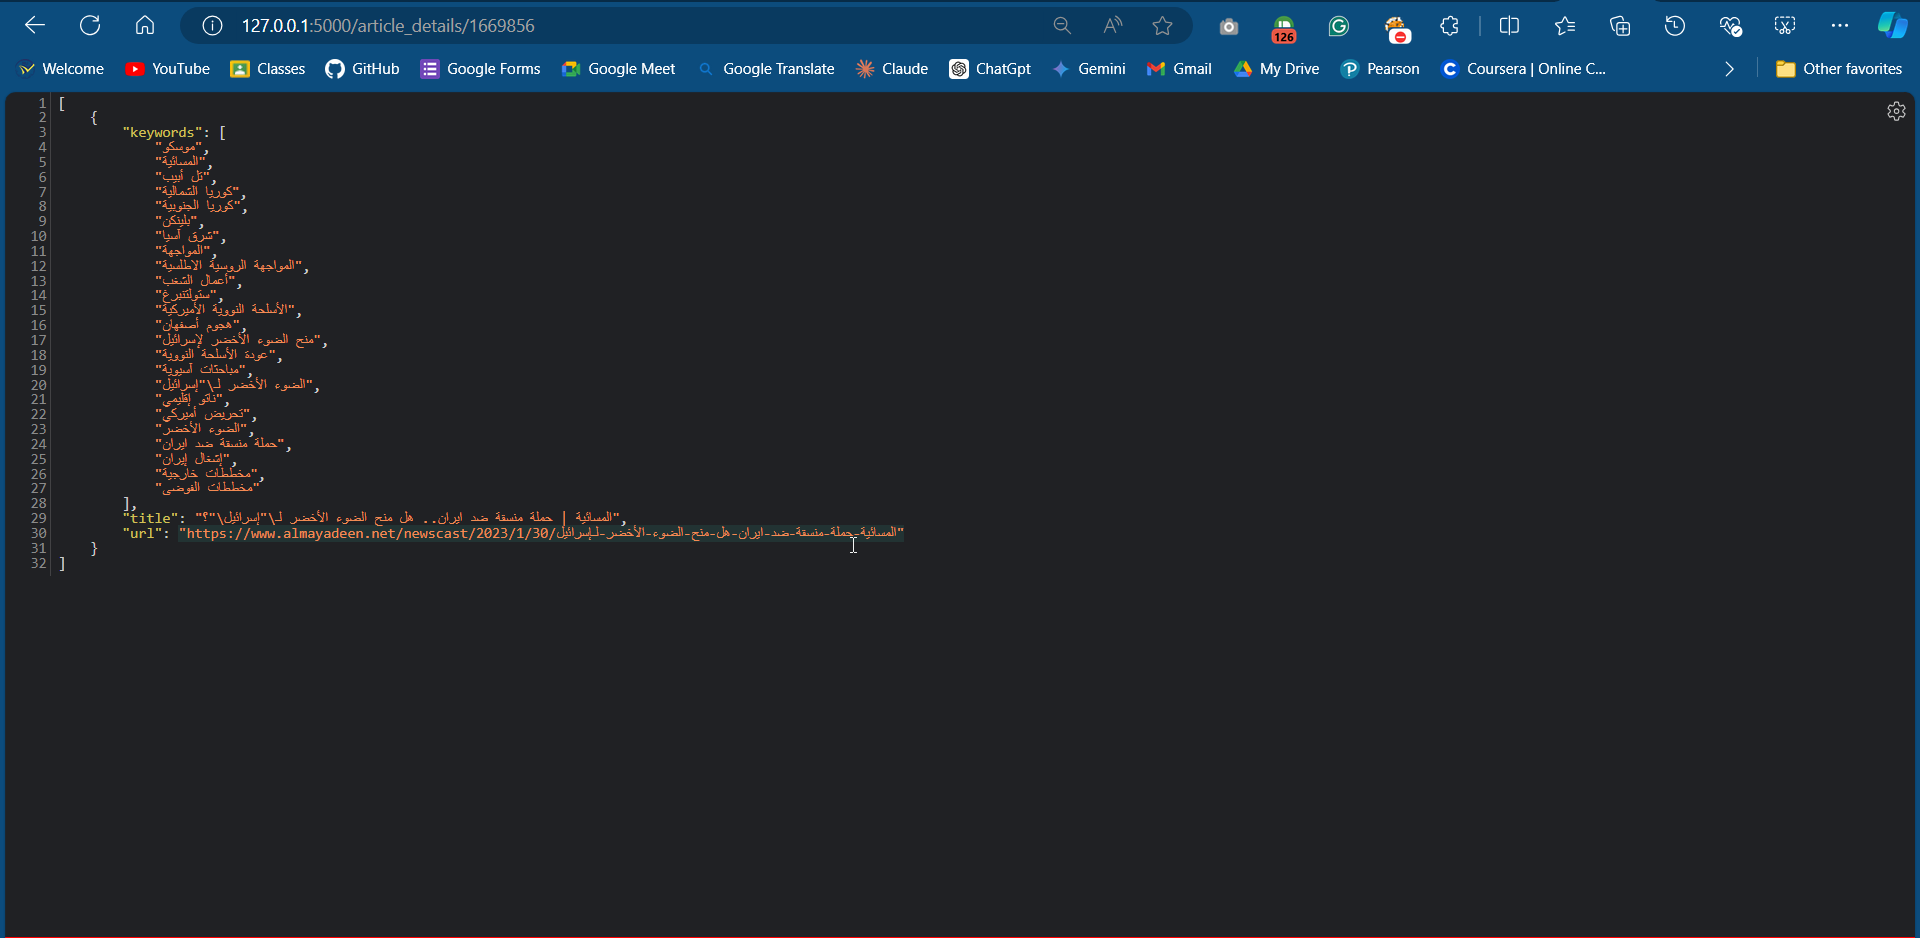 127.0.0.1:5000/article_details/1669856
126
Welcome
YouTube
Classes
GitHub
Google Forms
Google Meet
Google Translate
Claude
ChatGpt
Gemini
Gmail
My Drive
Pearson
Coursera | Online C...
Other favorites
1 [
2 {
3 "keywords": [
4 "موسكو",
5 "المسائية",
6 "تل أبيب",
7 "كوريا الشمالية",
8 "كوريا الجنوبية",
9 "بلينكن",
10 "شرق آسيا",
11 "المواجهة",
12 "المواجهة الروسية الاطلسية",
13 "أعمال الشغب",
14 "ستولتنبرغ",
15 "الأسلحة النووية الأميركية",
16 "هجوم أصفهان",
17 "منح الضوء الأخضر لإسرائيل",
18 "عودة الأسلحة النووية",
19 "مباحثات آسيوية",
20 "الضوء الأخضر لـ\"إسرائيل",
21 "ناتو إقليمي",
22 "تحريض أميركي",
23 "الضوء الأخضر",
24 "حملة منسقة ضد ايران",
25 "إشغال إيران",
26 "مخططات خارجية",
27 "مخططات الفوضى"
28 ],
29 "title": "المسائية | حملة منسقة ضد ايران.. هل منح الضوء الأخضر لـ\"إسرائيل\"؟",
30 "url": "https://www.almayadeen.net/newscast/2023/1/30/المسائية-حملة-منسقة-ضد-ايران-هل-منح-الضوء-الأخضر-لـإسرائيل"
31 }
32 ]